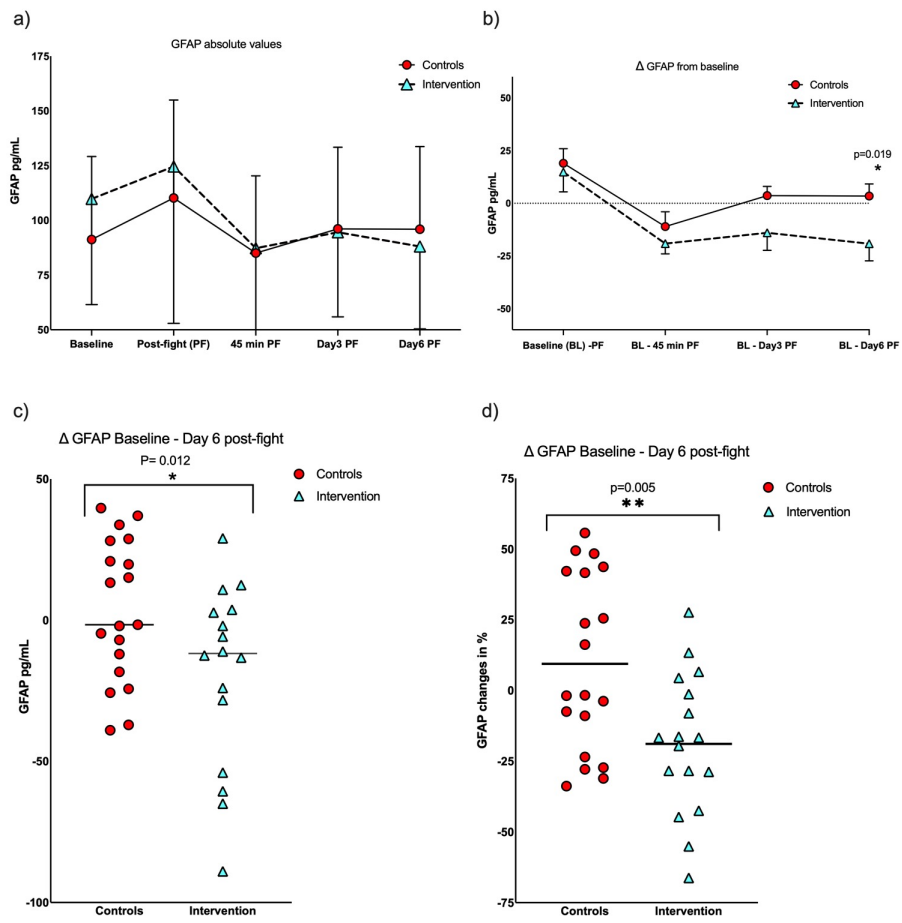 a)
GFAP absolute values
Controls
Intervention
GFAP pg/mL
175
150
125
100
75
50
Baseline
Post-fight (PF)
45 min PF
Day3 PF
Day6 PF
b)
Δ GFAP from baseline
Controls
Intervention
p=0.019
*
GFAP pg/mL
50
25
0
-25
-50
Baseline (BL) -PF
BL - 45 min PF
BL - Day3 PF
BL - Day6 PF
c)
Δ GFAP Baseline - Day 6 post-fight
P= 0.012
*
Controls
Intervention
GFAP pg/mL
50
0
-50
-100
Controls
Intervention
d)
Δ GFAP Baseline - Day 6 post-fight
p=0.005
**
Controls
Intervention
GFAP changes in %
75
50
25
0
-25
-50
-75
Controls
Intervention